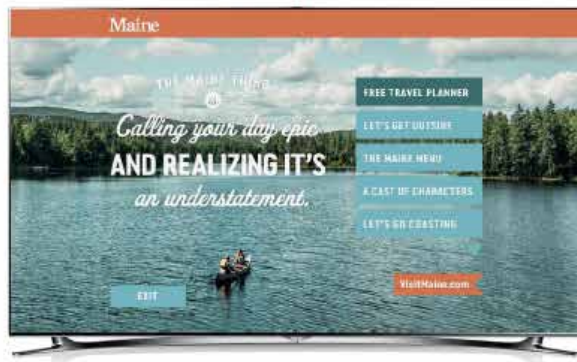 Maine
THE MAINE THING
Calling your day epic
AND REALIZING IT'S
an understatement.
FREE TRAVEL PLANNER
LET'S GET OUTSIDE
THE MAINE MENU
A CAST OF CHARACTERS
LET'S GO COASTING
VisitMaine.com
EXIT